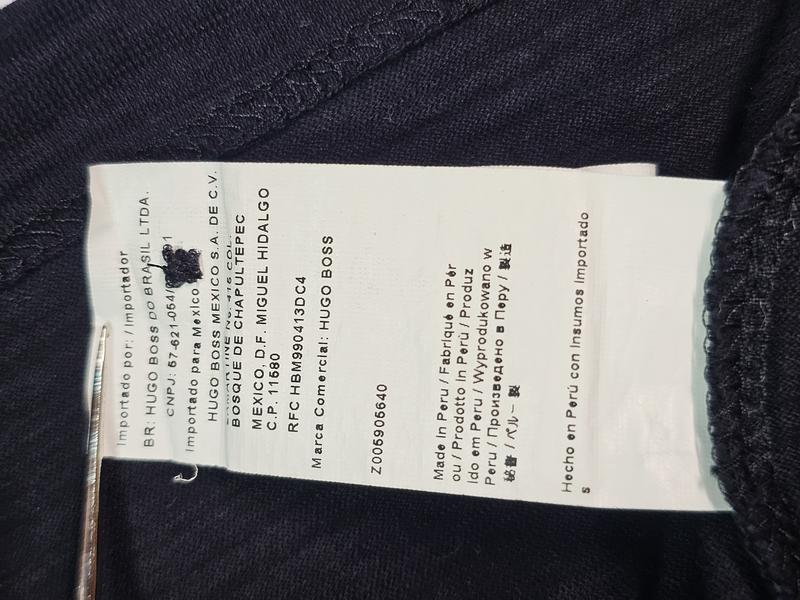 Importado por: / Importador
BR: HUGO BOSS DO BRASIL LTDA.
CNPJ: 57-621-054/
Importado para Mexico
HUGO BOSS MEXICO S.A. DE C.V.
BOSQUE DE CHAPULTEPEC
MEXICO, D.F. MIGUEL HIDALGO
C.P. 11580
RFC HBM990413DC4
Marca Comercial: HUGO BOSS
Z005906640
Made in Peru / Fabriqué en Pér
ou / Prodotto in Perù / Produz
ido em Peru / Wyprodukowano w
Peru / Произведено в Перу / 製造
秘魯 / ペルー製
Hecho en Perú con Insumos Importado
s